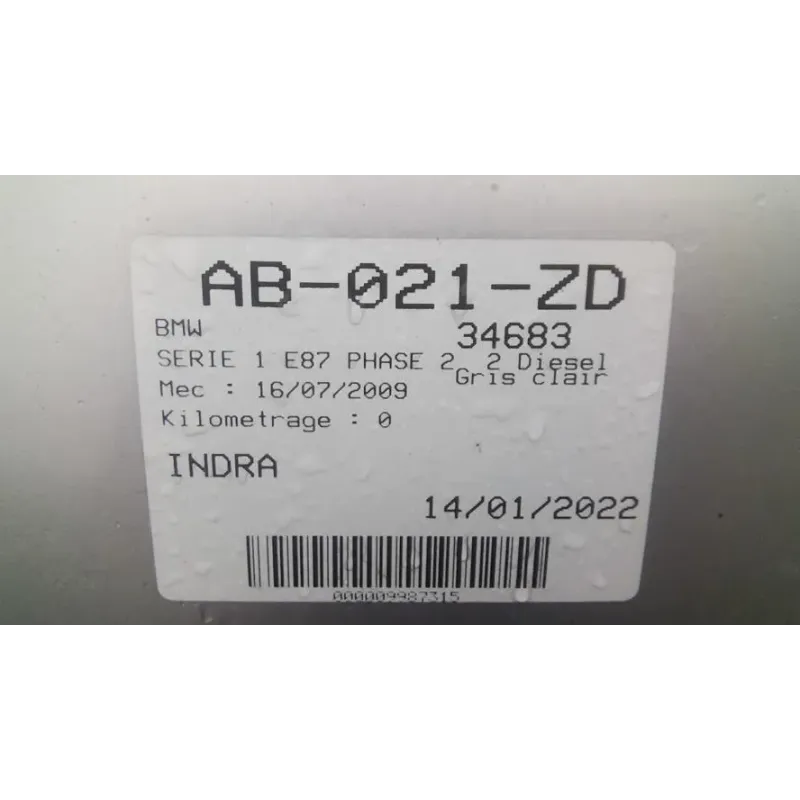 AB-021-ZD
BMW 34683
SERIE 1 E87 PHASE 2 2 Diesel
Gris clair
Mec : 16/07/2009
Kilometrage : 0
INDRA
14/01/2022
000009987315